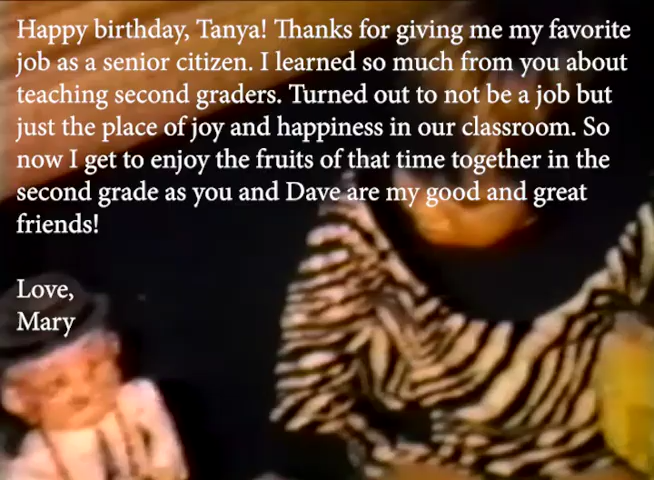 Happy birthday, Tanya! Thanks for giving me my favorite
job as a senior citizen. I learned so much from you about
teaching second graders. Turned out to not be a job but
just the place of joy and happiness in our classroom. So
now I get to enjoy the fruits of that time together in the
second grade as you and Dave are my good and great
friends!
Love,
Mary